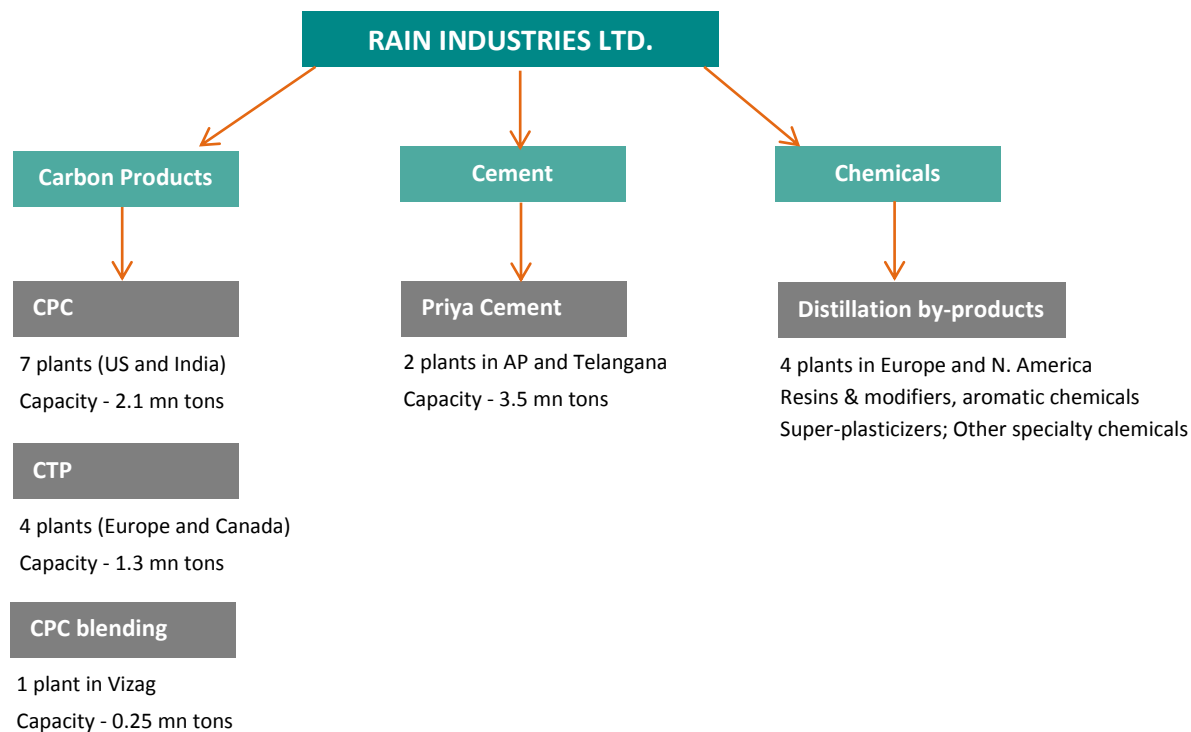 RAIN INDUSTRIES LTD.
Carbon Products
Cement
Chemicals
CPC
7 plants (US and India)
Capacity - 2.1 mn tons
CTP
4 plants (Europe and Canada)
Capacity - 1.3 mn tons
CPC blending
1 plant in Vizag
Capacity - 0.25 mn tons
Priya Cement
2 plants in AP and Telangana
Capacity - 3.5 mn tons
Distillation by-products
4 plants in Europe and N. America
Resins & modifiers, aromatic chemicals
Super-plasticizers; Other specialty chemicals